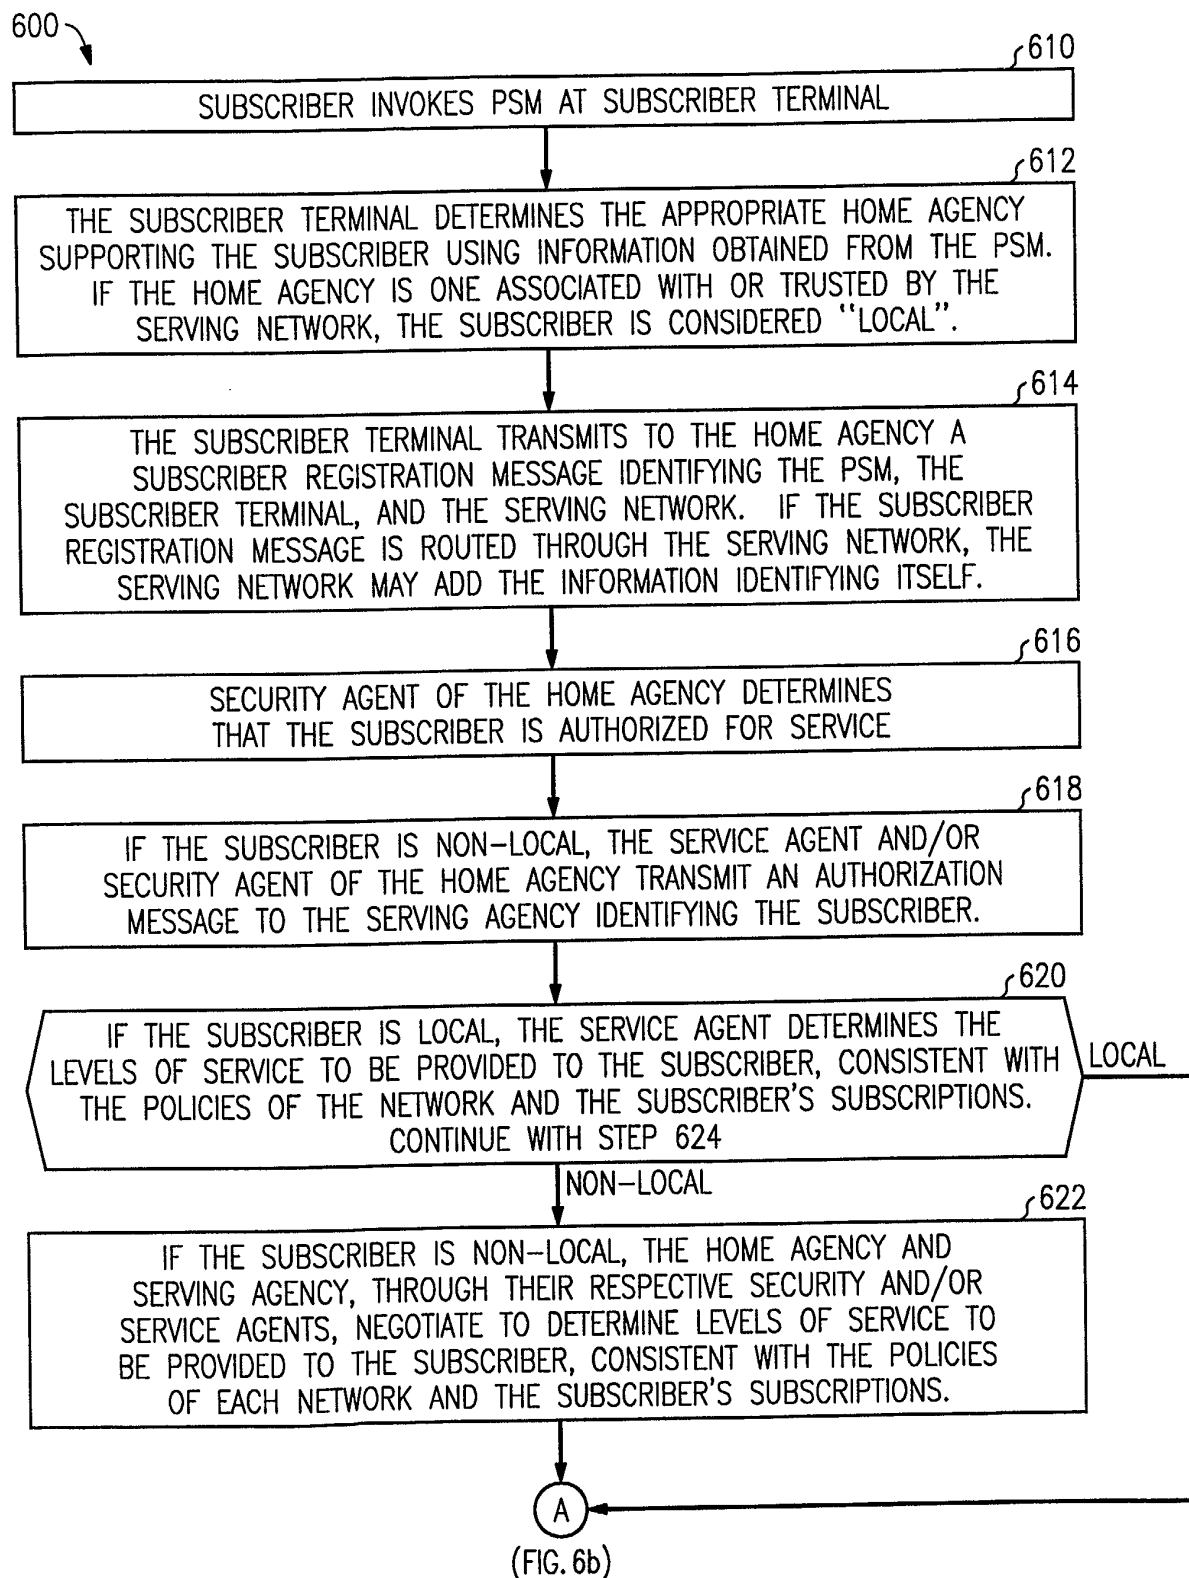 600
610
SUBSCRIBER INVOKES PSM AT SUBSCRIBER TERMINAL
612
THE SUBSCRIBER TERMINAL DETERMINES THE APPROPRIATE HOME AGENCY
SUPPORTING THE SUBSCRIBER USING INFORMATION OBTAINED FROM THE PSM.
IF THE HOME AGENCY IS ONE ASSOCIATED WITH OR TRUSTED BY THE
SERVING NETWORK, THE SUBSCRIBER IS CONSIDERED "LOCAL".
614
THE SUBSCRIBER TERMINAL TRANSMITS TO THE HOME AGENCY A
SUBSCRIBER REGISTRATION MESSAGE IDENTIFYING THE PSM, THE
SUBSCRIBER TERMINAL, AND THE SERVING NETWORK. IF THE SUBSCRIBER
REGISTRATION MESSAGE IS ROUTED THROUGH THE SERVING NETWORK, THE
SERVING NETWORK MAY ADD THE INFORMATION IDENTIFYING ITSELF.
616
SECURITY AGENT OF THE HOME AGENCY DETERMINES
THAT THE SUBSCRIBER IS AUTHORIZED FOR SERVICE
618
IF THE SUBSCRIBER IS NON-LOCAL, THE SERVICE AGENT AND/OR
SECURITY AGENT OF THE HOME AGENCY TRANSMIT AN AUTHORIZATION
MESSAGE TO THE SERVING AGENCY IDENTIFYING THE SUBSCRIBER.
620
IF THE SUBSCRIBER IS LOCAL, THE SERVICE AGENT DETERMINES THE
LEVELS OF SERVICE TO BE PROVIDED TO THE SUBSCRIBER, CONSISTENT WITH
THE POLICIES OF THE NETWORK AND THE SUBSCRIBER'S SUBSCRIPTIONS.
CONTINUE WITH STEP 624
LOCAL
NON-LOCAL
622
IF THE SUBSCRIBER IS NON-LOCAL, THE HOME AGENCY AND
SERVING AGENCY, THROUGH THEIR RESPECTIVE SECURITY AND/OR
SERVICE AGENTS, NEGOTIATE TO DETERMINE LEVELS OF SERVICE TO
BE PROVIDED TO THE SUBSCRIBER, CONSISTENT WITH THE POLICIES
OF EACH NETWORK AND THE SUBSCRIBER'S SUBSCRIPTIONS.
A
(FIG. 6b)